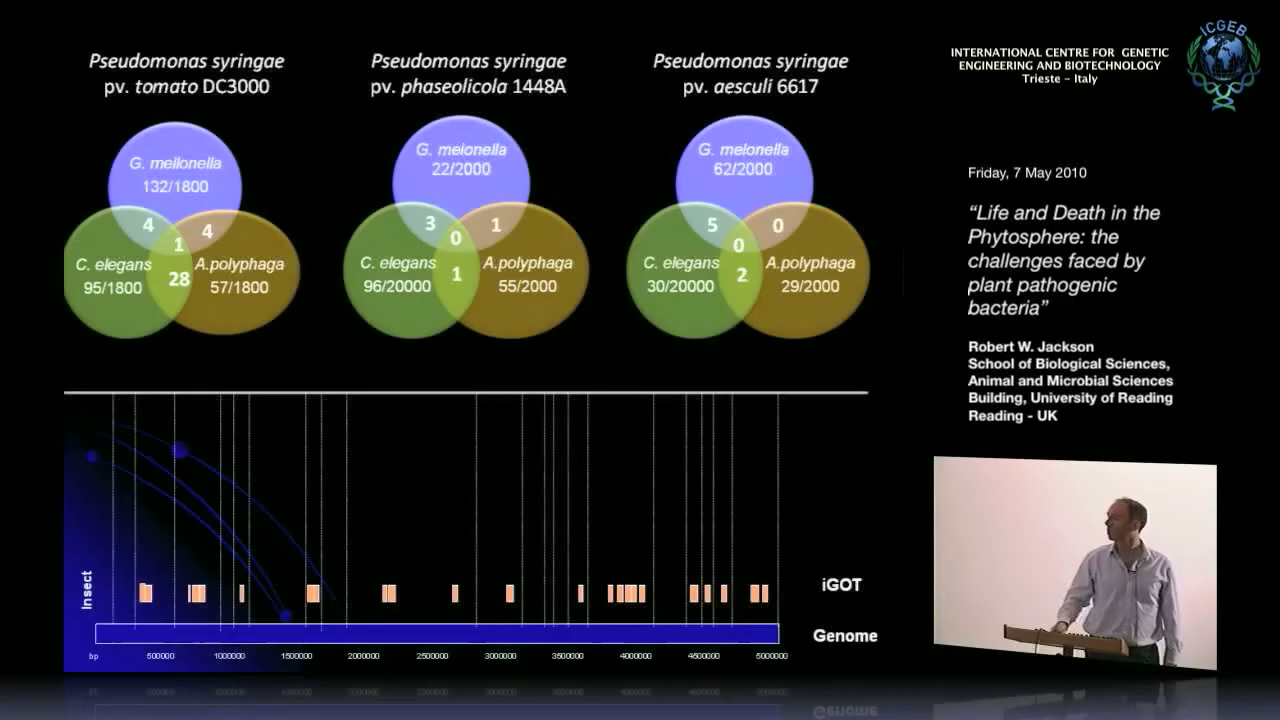 Pseudomonas syringae
pv. tomato DC3000
G. mellonella
132/1800
4
4
1
C. elegans
95/1800
28
A.polyphaga
57/1800
Pseudomonas syringae
pv. phaseolicola 1448A
G. melonella
22/2000
3
1
0
C. elegans
96/20000
1
A.polyphaga
55/2000
Pseudomonas syringae
pv. aesculi 6617
G. melonella
62/2000
5
0
0
C. elegans
30/20000
2
A.polyphaga
29/2000
Insect
iGOT
Genome
bp 500000 1000000 1500000 2000000 2500000 3000000 3500000 4000000 4500000 5000000
ICGEB
INTERNATIONAL CENTRE FOR GENETIC
ENGINEERING AND BIOTECHNOLOGY
Trieste – Italy
Friday, 7 May 2010
“Life and Death in the
Phytosphere: the
challenges faced by
plant pathogenic
bacteria”
Robert W. Jackson
School of Biological Sciences,
Animal and Microbial Sciences
Building, University of Reading
Reading - UK